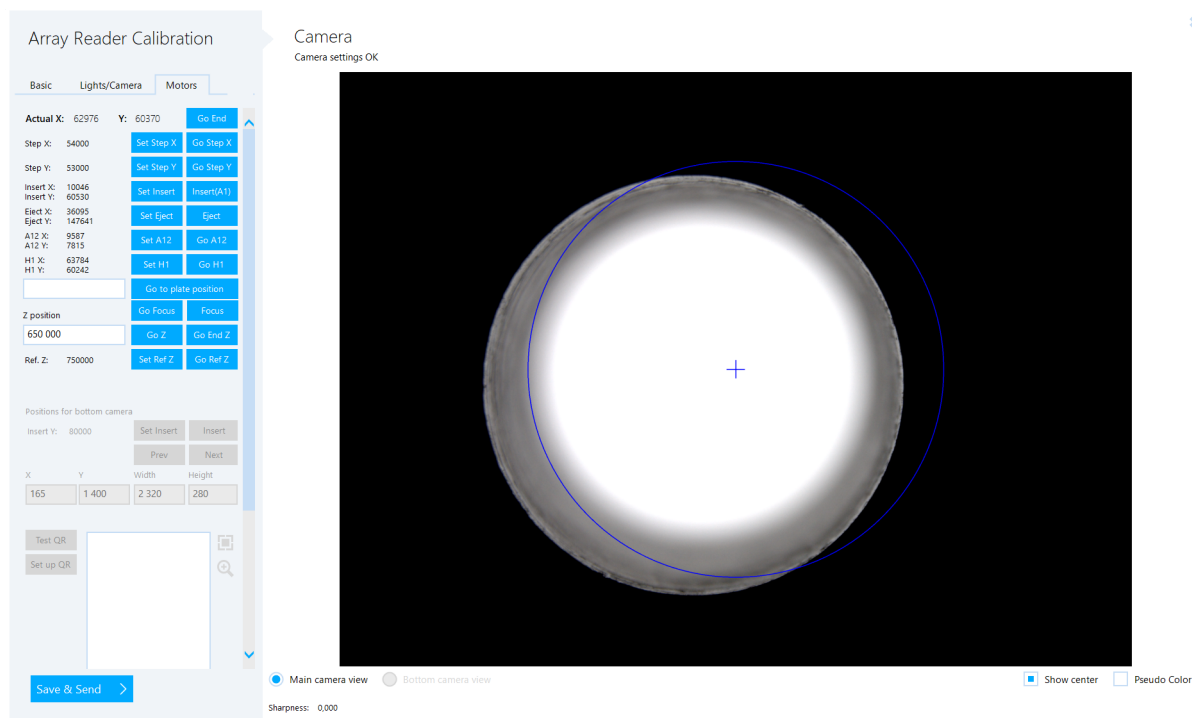 Array Reader Calibration
Camera
Camera settings OK
Basic Lights/Camera Motors
Actual X: 62976 Y: 60370 Go End
Step X: 54000 Set Step X Go Step X
Step Y: 53000 Set Step Y Go Step Y
Insert X: 10046
Insert Y: 60530
Set Insert Insert(A1)
Eject X: 36095
Eject Y: 147641
Set Eject Eject
A12 X: 9587
A12 Y: 7815
Set A12 Go A12
H1 X: 63784
H1 Y: 60242
Set H1 Go H1
Go to plate position
Z position Go Focus Focus
650 000 Go Z Go End Z
Ref. Z: 750000 Set Ref Z Go Ref Z
Positions for bottom camera
Insert Y: 80000 Set Insert Insert
Prev Next
X Y Width Height
165 1 400 2 320 280
Test QR
Set up QR
Save & Send
Main camera view Bottom camera view Show center Pseudo Color
Sharpness: 0,000